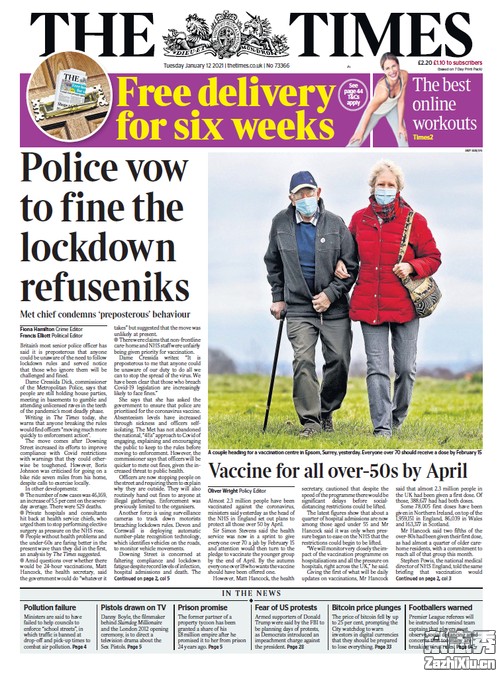 THE TIMES
Tuesday January 12 2021 | thetimes.co.uk | No 73366
£2.20 £1.10 to subscribers
Free delivery
for six weeks
See
page 44
T&Cs
apply
The best
online
workouts
Times2
Police vow
to fine the
lockdown
refuseniks
Met chief condemns ‘preposterous’ behaviour
Fiona Hamilton Crime Editor
Francis Elliott Political Editor
Britain's most senior police officer has
said it is preposterous that anyone
could be unaware of the need to follow
lockdown rules and served notice
that those who ignore them will be
challenged and fined.
Dame Cressida Dick, commissioner
of the Metropolitan Police, says that
people are still holding house parties,
meeting in basements to gamble and
attending unlicensed raves in the teeth
of the pandemic's most deadly phase.
Writing in The Times today, she
warns that anyone breaking the rules
would find officers “moving much more
quickly to enforcement action”.
The move comes after Downing
Street increased its efforts to improve
compliance with Covid restrictions
with warnings that they could other-
wise be toughened. However, Boris
Johnson was criticised for going on a
bike ride seven miles from his home,
despite calls to exercise locally.
In other developments:
● The number of new cases was 46,169,
an increase of 5.5 per cent on the seven-
day average. There were 529 deaths.
● Private hospitals and consultants
hit back at health service chiefs, who
urged them to stop performing elective
surgery as pressure on the NHS rose.
● People without health problems and
the under-60s are faring better in the
present wave than they did in the first,
an analysis by The Times suggested.
● Amid questions over whether there
would be 24-hour vaccinations, Matt
Hancock, the health secretary, said
the government would do “whatever it
takes” but suggested that the move was
unlikely at present.
● There were claims that non-frontline
care home and NHS staff were unfairly
being given priority for vaccination.
Dame Cressida writes: “It is
preposterous to me that anyone could
be unaware of our duty to do all we
can to stop the spread of the virus. We
have been clear that those who breach
Covid-19 legislation are increasingly
likely to face fines.”
She says that she has asked the
government to ensure that police are
prioritised for the coronavirus vaccine.
Absenteeism levels have increased
through sickness and officers self-
isolating. The Met has not abandoned
the national, “4Es” approach to Covid of
engaging, explaining and encouraging
the public to keep to the rules before
moving to enforcement. However, the
commissioner says that officers will be
quicker to mete out fines, given the in-
creased threat to public health.
Officers are now stopping people on
the street and requiring them to explain
why they are outside. They will also
routinely hand out fines to anyone at
illegal gatherings. Enforcement was
previously limited to the organisers.
Another force is using surveillance
cameras to track down motorists
breaching lockdown rules. Devon and
Cornwall is deploying its automatic
number-plate recognition technology,
which identifies vehicles on the roads,
to monitor vehicle movements.
Downing Street is concerned at
faltering compliance and lockdown
fatigue despite record levels of infection,
hospital cases and death. The
Continued on page 2, col 5
A couple heading for a vaccination centre in Epsom, Surrey, yesterday. Everyone over 70 should receive a dose by February 15
Vaccine for all over-50s by April
Oliver Wright Policy Editor
Almost 2.3 million people have been
vaccinated against the coronavirus,
ministers said yesterday as the head of
the NHS in England set out plans to
protect all those over 50 by April.
Sir Simon Stevens said the health
service was now in a sprint to give
everyone over 70 a jab by February 15
and attention would then turn to the
pledge to vaccinate the younger group
by the end of April. By the autumn
every one over 18 who wants the vaccine
should have been offered it.
However, Matt Hancock, the health
secretary, cautioned that despite the
speed of the programme there would be
significant delays before social-
distancing restrictions could be lifted.
The latest figures show that about a
quarter of hospital admissions are now
among those aged under 55 and Mr
Hancock said it was only when pres-
sure began to ease on the NHS that the
restrictions could begin to be lifted.
“We will monitor very closely the im-
pact of the vaccination programme on
hospitalisations and all the pressures on
hospitals, right across the UK,” he said.
Giving the first of what will be daily
updates on vaccinations, Mr Hancock
said that almost 2.3 million people in
the UK had been given a first dose. Of
those, 388,677 had had both doses.
Some 78,005 first doses have been
given in Northern Ireland, on top of the
1,959,151 in England, 86,039 in Wales
and 163,377 in Scotland.
Mr Hancock said two fifths of the
over-80s had been given their first dose,
as had almost a quarter of older care-
home residents, with a commitment to
reach all of that group this month.
Stephen Powis, the national medical
director of NHS England, told the same
briefing that vaccination would
Continued on page 2, col 3
IN THE NEWS
Pollution failure
Ministers are said to have
failed to help councils to
enforce “school streets”, in
which traffic is banned at
drop-off and pick-up times to
combat air pollution. Page 4
Pistols drawn on TV
Danny Boyle, the filmmaker
behind Slumdog Millionaire
and the London 2012 opening
ceremony, is to direct a
television drama about the
Sex Pistols. Page 5
Prison promise
The former partner of a
property tycoon has been
granted a share of his
£8 million empire after he
promised it to her from prison
24 years ago. Page 5
Fear of US protests
Armed supporters of Donald
Trump were said by the FBI to
be planning days of protests,
as Democrats introduced an
impeachment charge against
the president. Page 28
Bitcoin price plunges
The price of bitcoin fell by up
to 25 per cent, prompting the
City watchdog to warn
investors in digital currencies
that they should be prepared
to lose everything. Page 33
Footballers warned
Premier League referees
will be instructed to remind team
ZazHiXiu.cn